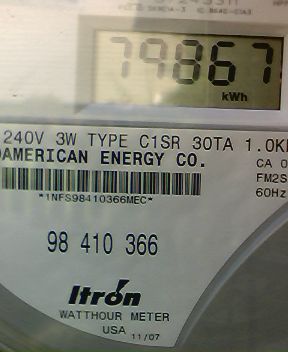 79867
kWh
240V 3W TYPE C1SR 30TA 1.0
AMERICAN ENERGY CO.
CA 0
FM2S
60Hz
*1NFS98410366MEC*
98 410 366
Itron
WATTHOUR METER
USA 11/07